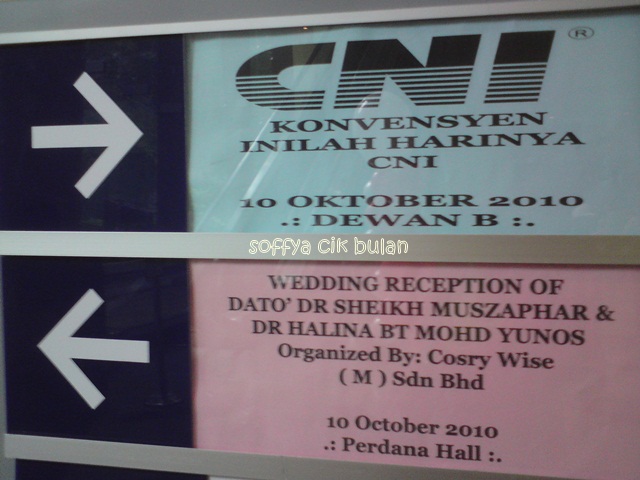 CNI ®
KONVENSYEN
INILAH HARINYA
CNI
10 OKTOBER 2010
.: DEWAN B :.
soffya cik bulan
WEDDING RECEPTION OF
DATO' DR SHEIKH MUSZAPHAR &
DR HALINA BT MOHD YUNOS
Organized By: Cosry Wise
( M ) Sdn Bhd
10 October 2010
.: Perdana Hall :.